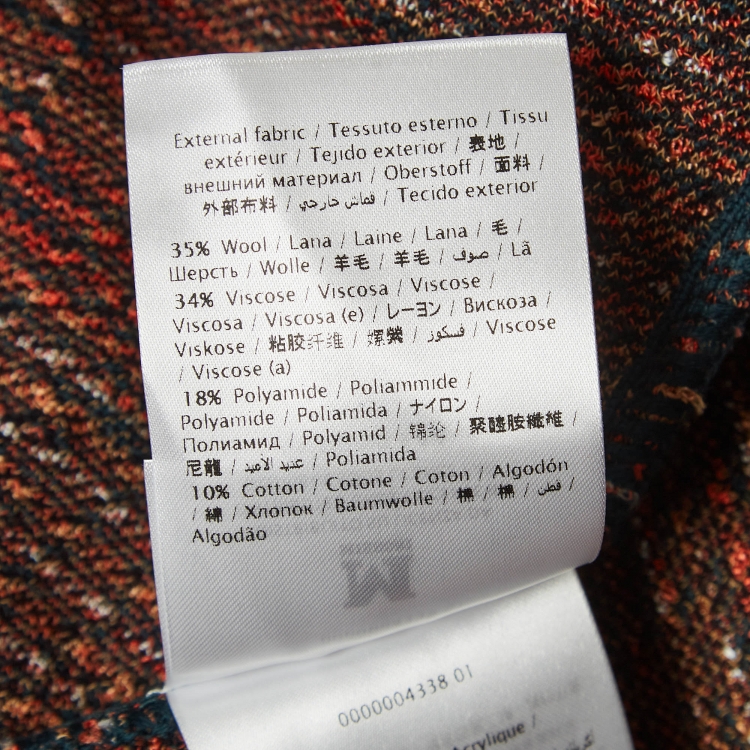 External fabric / Tessuto esterno / Tissu
extérieur / Tejido exterior / 表地 /
внешний материал / Oberstoff / 面料 /
外部布料 / قماش خارجي / Tecido exterior
35% Wool / Lana / Laine / Lana / 毛 /
Шерсть / Wolle / 羊毛 / 羊毛 / صوف / Lã
34% Viscose / Viscosa / Viscose /
Viscosa / Viscosa (e) / レーヨン / Вискоза /
Viskose / 粘胶纤维 / 嫘縈 / فسكوز / Viscose
/ Viscose (a)
18% Polyamide / Poliammide /
Polyamide / Poliamida / ナイロン /
Полиамид / Polyamid / 锦纶 / 聚醯胺纖維 /
尼龍 / عديد الأميد / Poliamida
10% Cotton / Cotone / Coton / Algodón
/ 綿 / Хлопок / Baumwolle / 棉 / 棉 / قطن /
Algodão
M
0000004338 01
Acrylique /